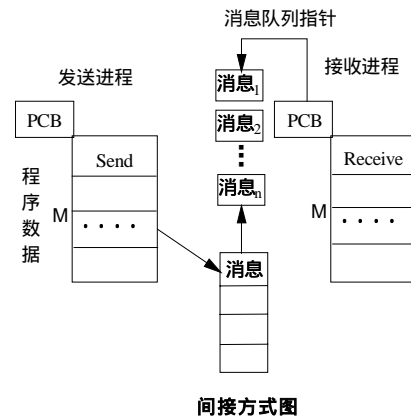 消息队列指针
发送进程
接收进程
消息1
PCB
消息2
PCB
⋮
Send
Receive
消息n
程序数据
M
····
M
····
消息
间接方式图